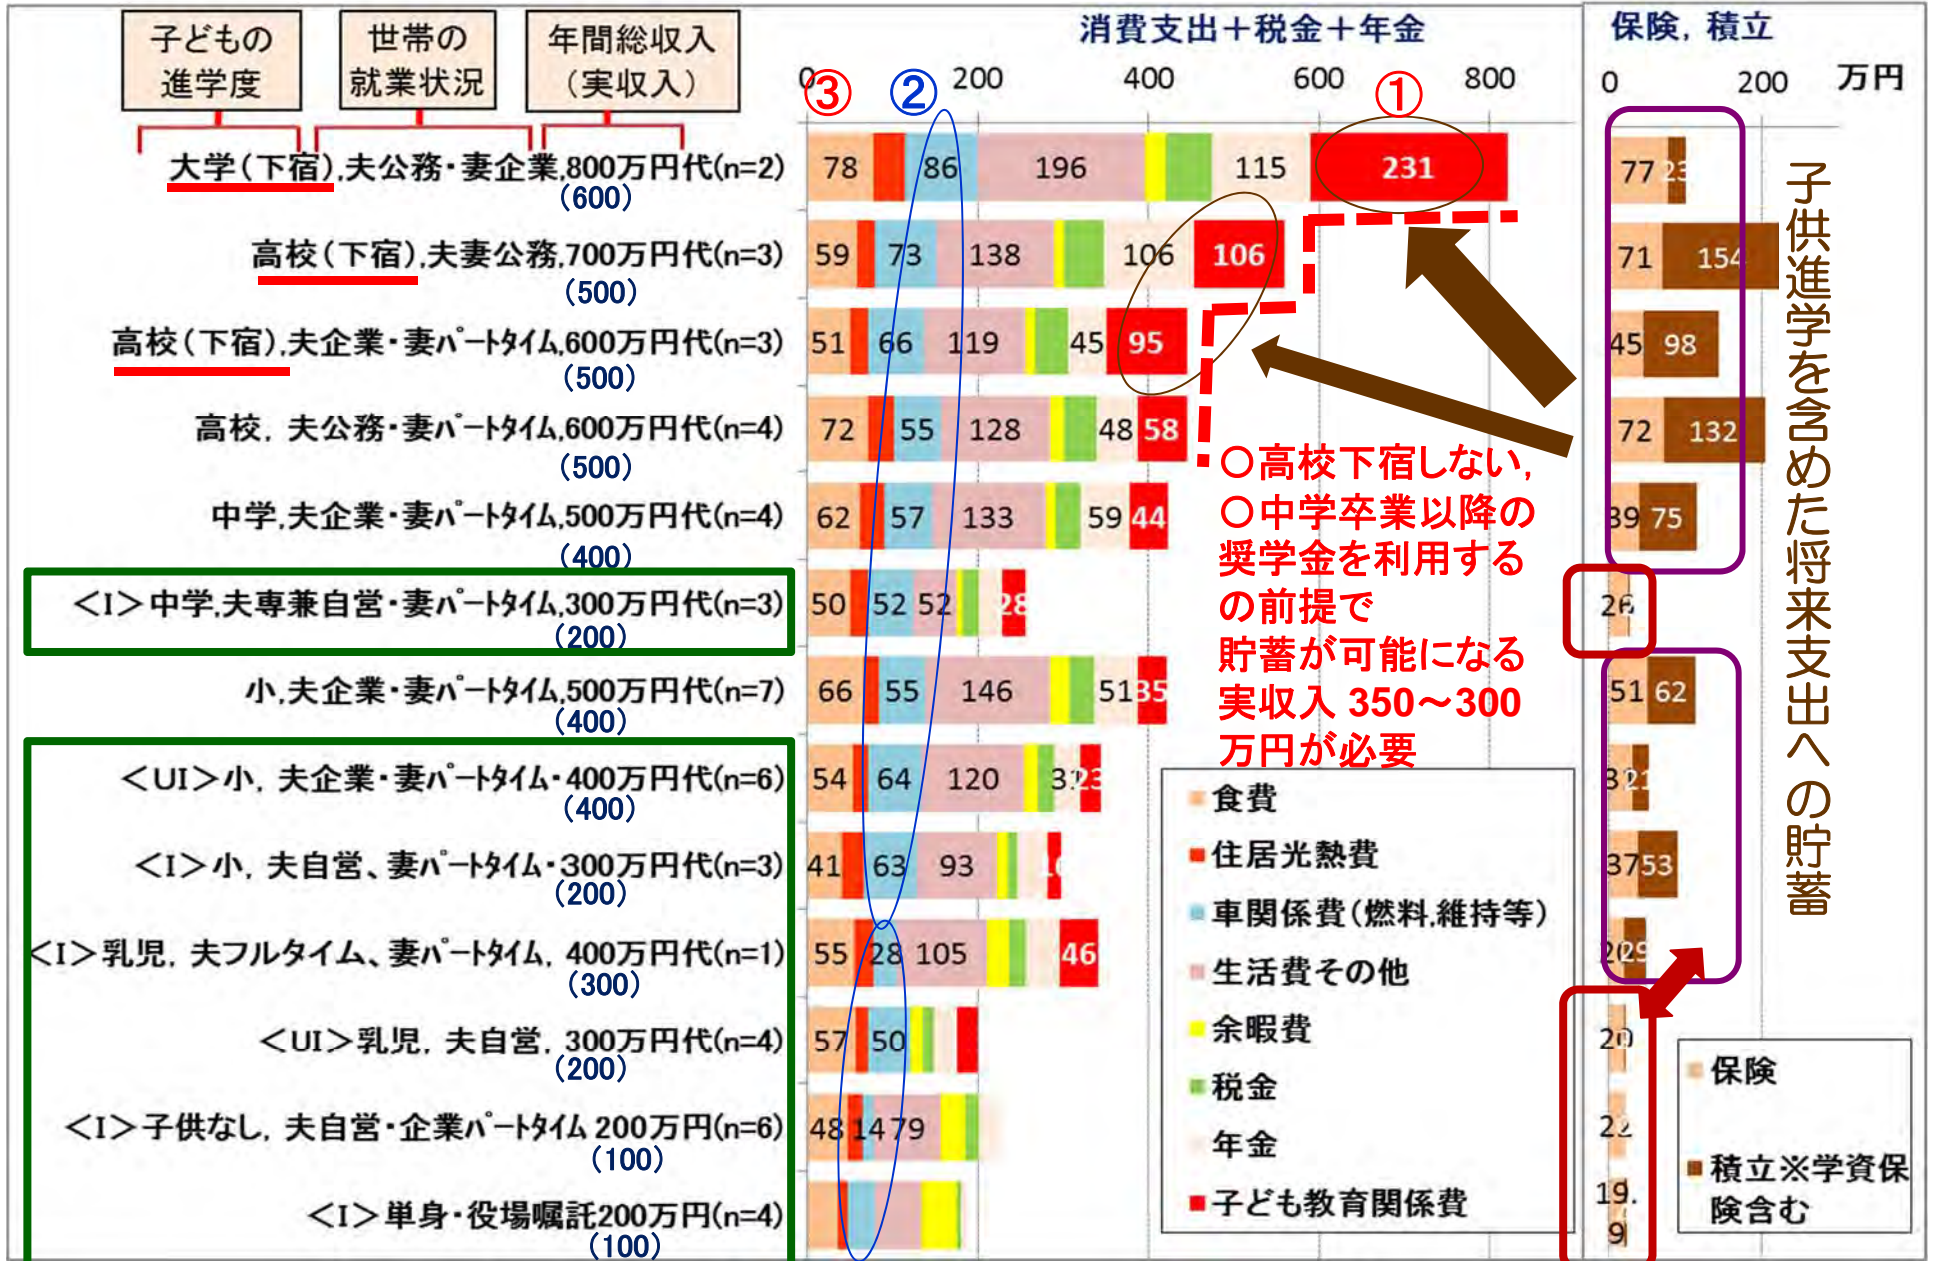 子どもの
進学度
世帯の
就業状況
年間総収入
（実収入）
消費支出＋税金＋年金
保険, 積立
0 200 400 600 800
0 200 万円
③ ② ①
大学（下宿）,夫公務・妻企業,800万円代(n=2)
（600）
78 86 196 115 231
77 23
高校（下宿）,夫妻公務,700万円代(n=3)
（500）
59 73 138 106 106
71 154
高校（下宿）,夫企業・妻ﾊﾟｰﾄﾀｲﾑ,600万円代(n=3)
（500）
51 66 119 45 95
45 98
高校, 夫公務・妻ﾊﾟｰﾄﾀｲﾑ,600万円代(n=4)
（500）
72 55 128 48 58
72 132
中学,夫企業・妻ﾊﾟｰﾄﾀｲﾑ,500万円代(n=4)
（400）
62 57 133 59 44
39 75
＜I＞中学,夫専兼自営・妻ﾊﾟｰﾄﾀｲﾑ,300万円代(n=3)
（200）
50 52 52 28
26
小,夫企業・妻ﾊﾟｰﾄﾀｲﾑ,500万円代(n=7)
（400）
66 55 146 51 35
51 62
＜UI＞小, 夫企業・妻ﾊﾟｰﾄﾀｲﾑ・400万円代(n=6)
（400）
54 64 120 31 23
21
＜I＞小, 夫自営、妻ﾊﾟｰﾄﾀｲﾑ・300万円代(n=3)
（200）
41 63 93
37 53
＜I＞乳児, 夫フルタイム、妻ﾊﾟｰﾄﾀｲﾑ, 400万円代(n=1)
（300）
55 28 105 46
20 29
＜UI＞乳児, 夫自営, 300万円代(n=4)
（200）
57 50
20
＜I＞子供なし, 夫自営・企業ﾊﾟｰﾄﾀｲﾑ 200万円(n=6)
（100）
48 14 79
22
＜I＞単身・役場嘱託200万円(n=4)
（100）
19.
9
○高校下宿しない,
○中学卒業以降の
奨学金を利用する
の前提で
貯蓄が可能になる
実収入 350～300
万円が必要
食費
住居光熱費
車関係費（燃料,維持等）
生活費その他
余暇費
税金
年金
子ども教育関係費
子供進学を含めた将来支出への貯蓄
保険
積立※学資保
険含む